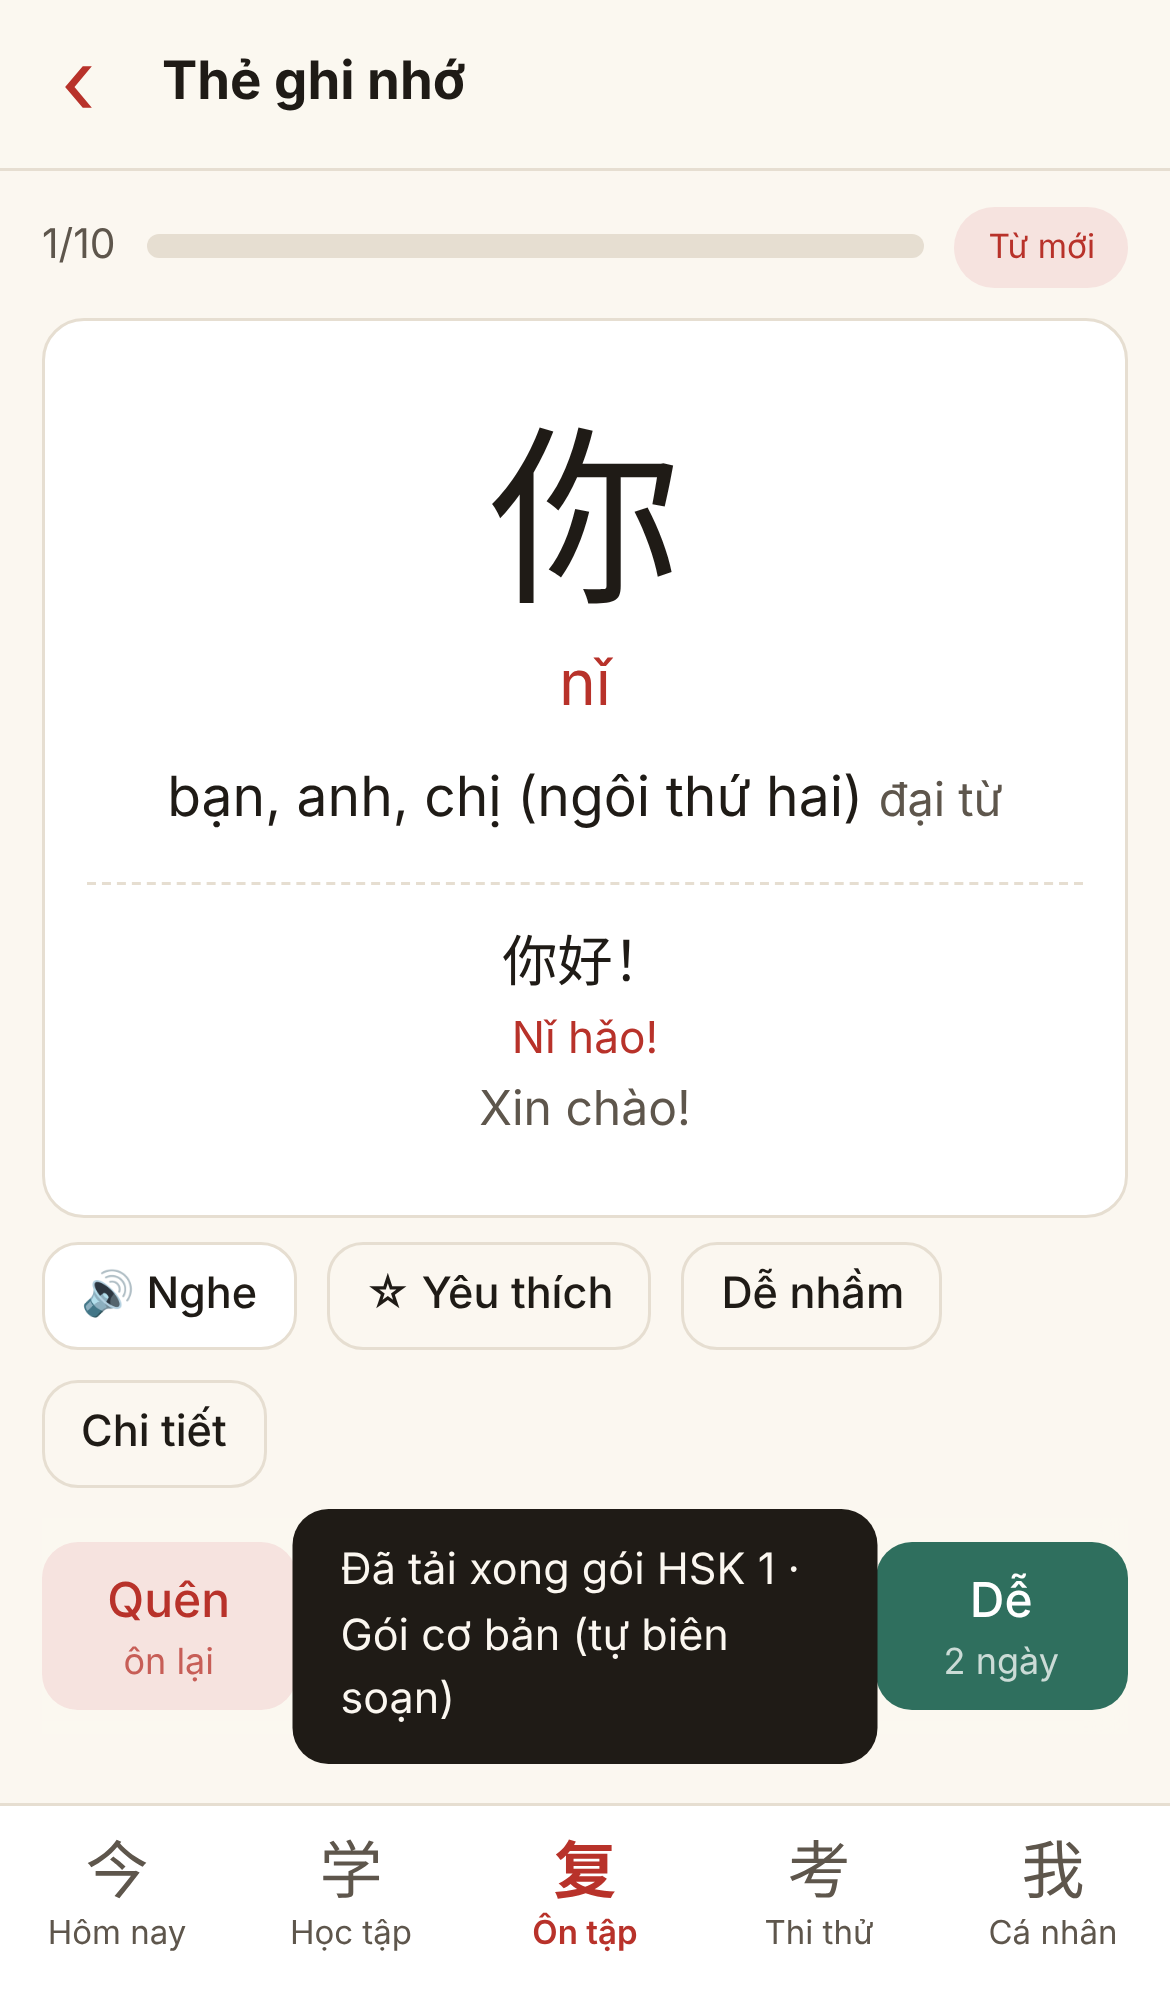 Thẻ ghi nhớ
1/10
Từ mới
你
nǐ
bạn, anh, chị (ngôi thứ hai) đại từ
你好！
Nǐ hǎo!
Xin chào!
🔊 Nghe
☆ Yêu thích
Dễ nhầm
Chi tiết
Quên
ôn lại
Đã tải xong gói HSK 1 ·
Gói cơ bản (tự biên
soạn)
Dễ
2 ngày
今
Hôm nay
学
Học tập
复
Ôn tập
考
Thi thử
我
Cá nhân